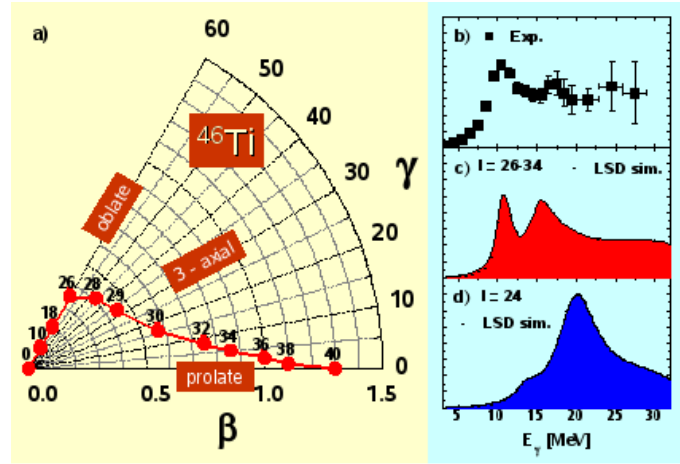 a)
60
50
40
30
20
10
0
γ
46Ti
oblate
3 - axial
prolate
0
10
18
26
28
29
30
32
34
36
38
40
0.0 0.5 1.0 1.5
β
b) Exp.
c) I = 26-34 - LSD sim.
d) I = 24
- LSD sim.
5 10 15 20 25 30
Eγ [MeV]